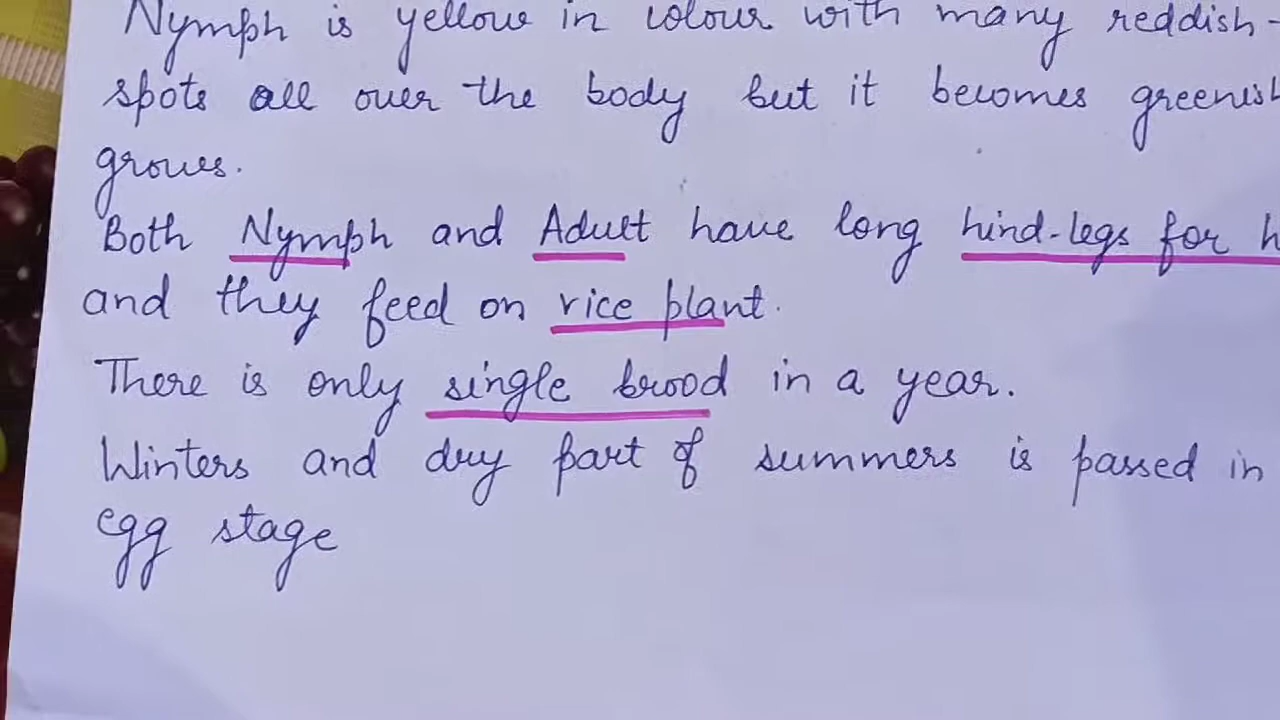 Nymph is yellow in colour with many reddish-
spots all over the body but it becomes greenish
grows.
Both Nymph and Adult have long hind-legs for
and they feed on rice plant.
There is only single brood in a year.
Winters and dry part of summers is passed in
egg stage